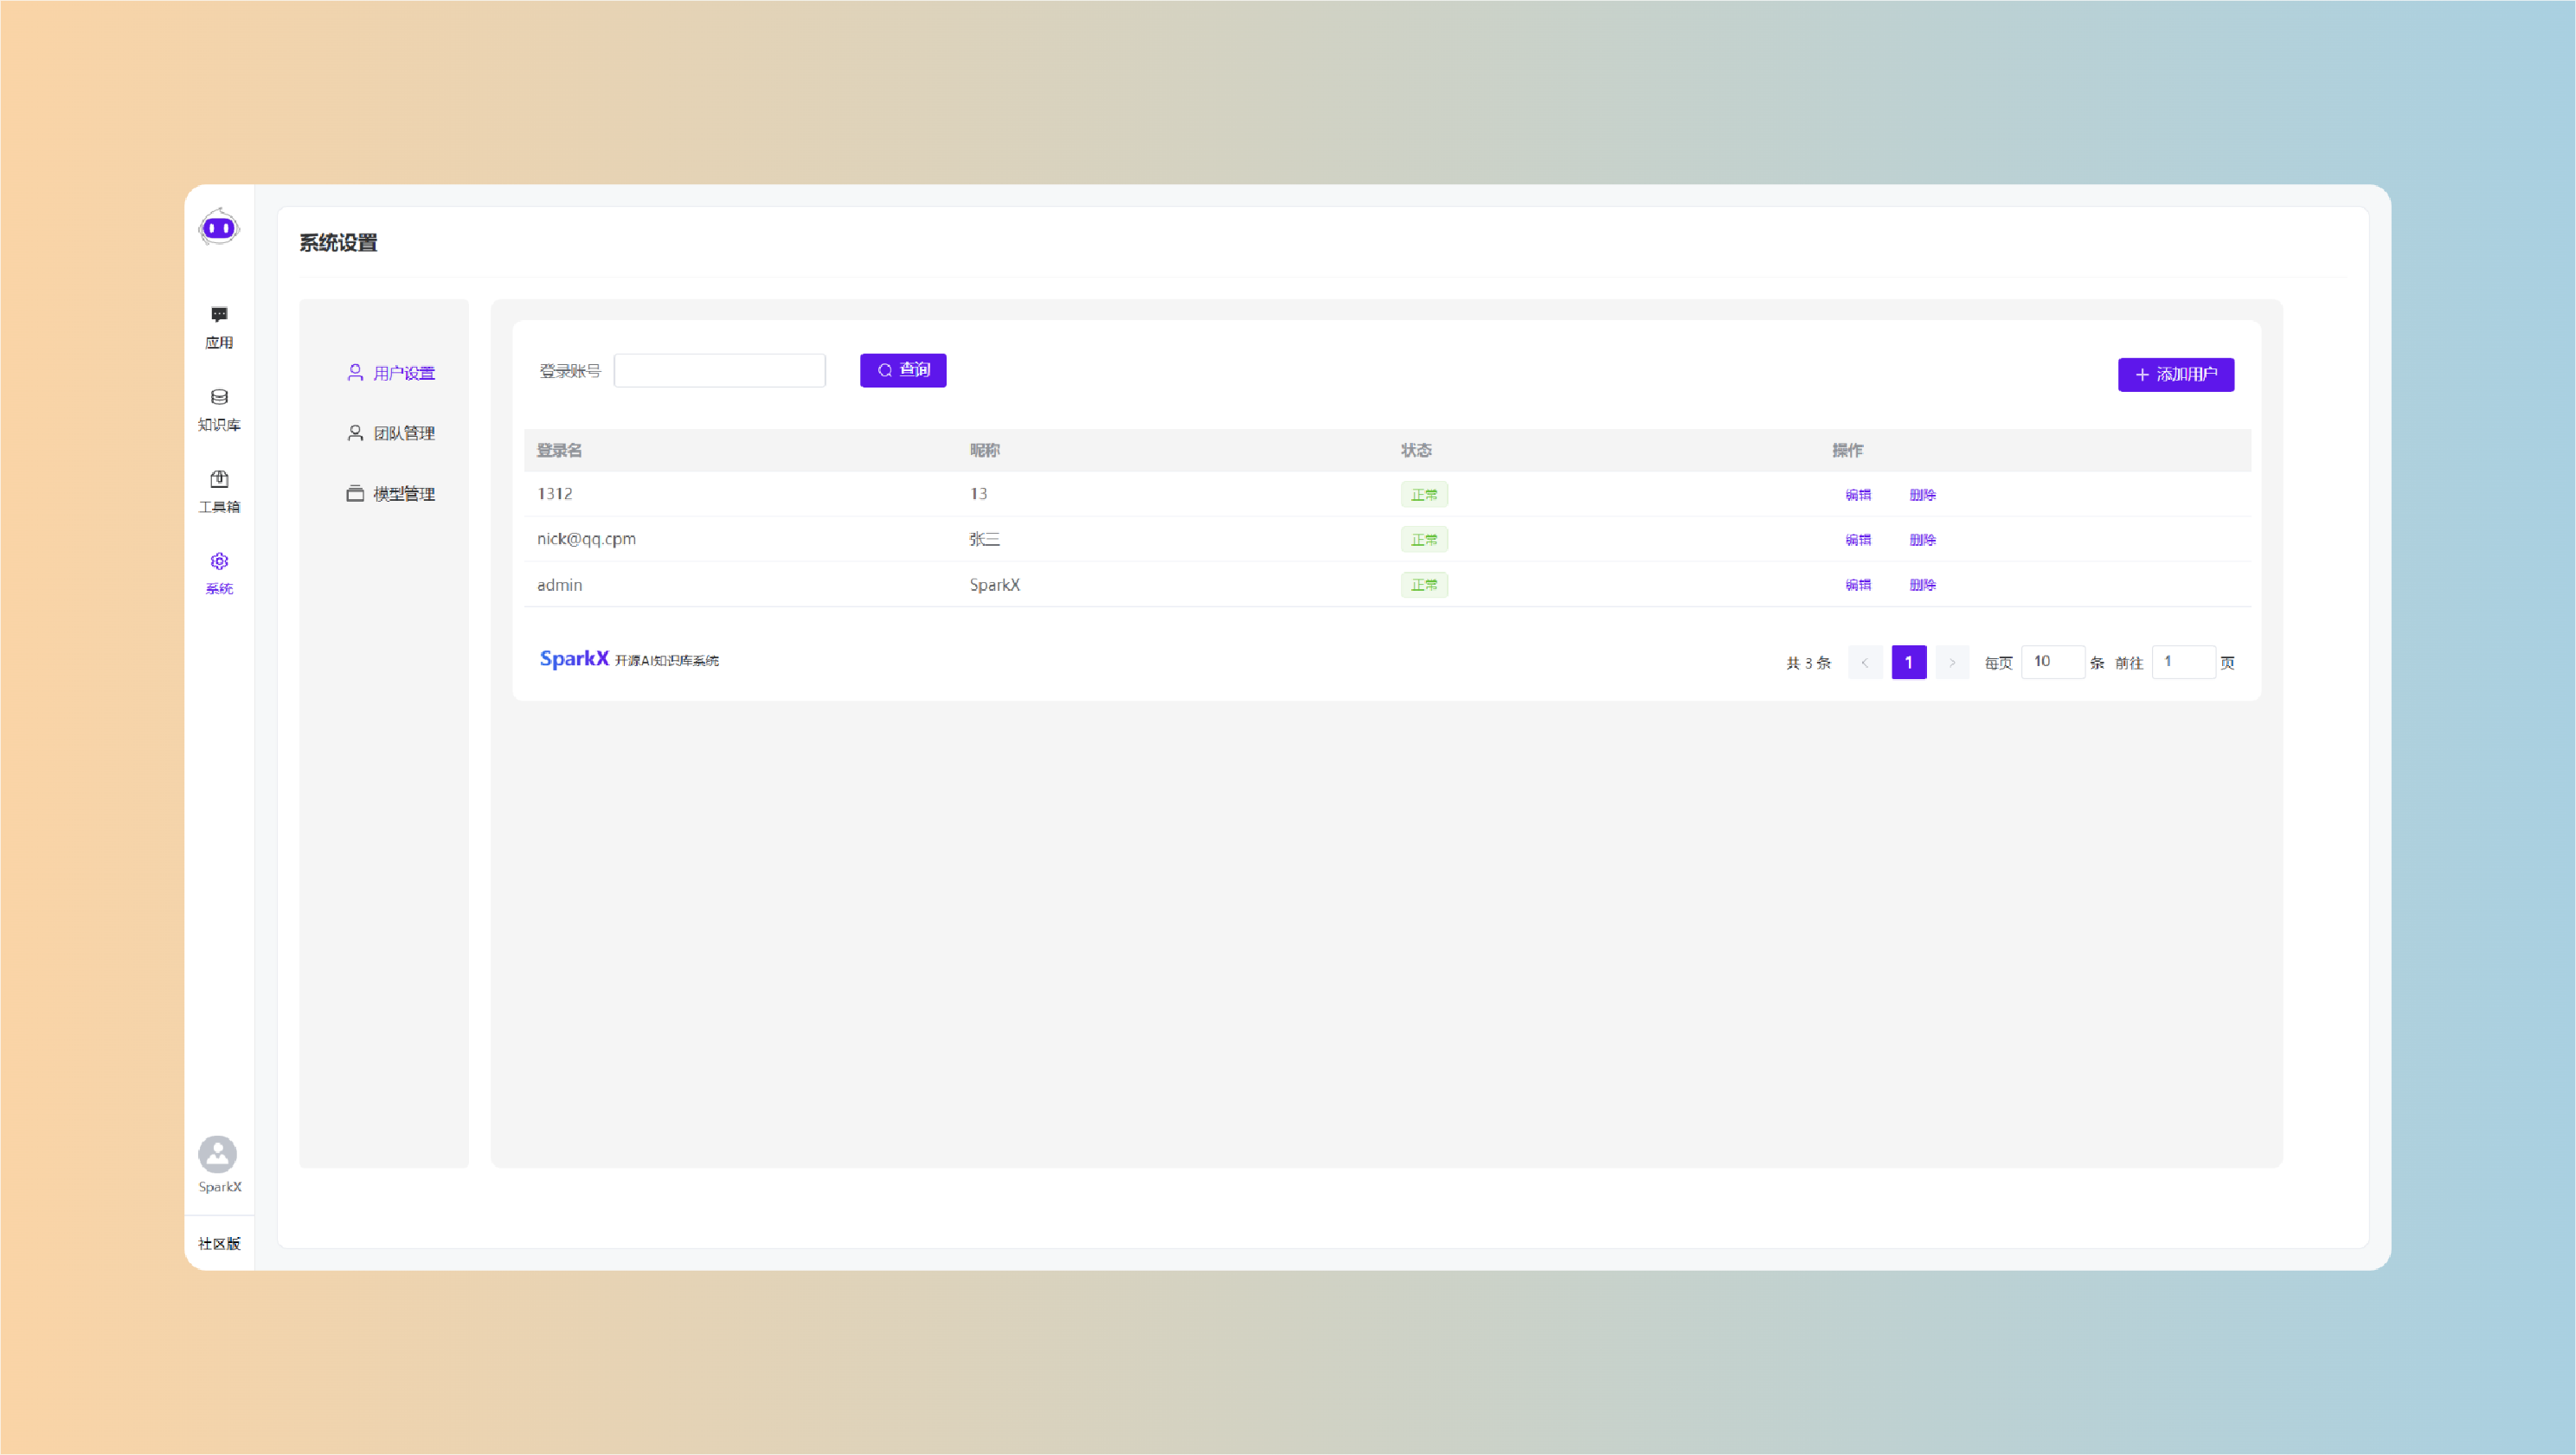 系统设置
应用
知识库
工具箱
系统
SparkX
社区版
用户设置
团队管理
模型管理
登录账号 查询 添加用户
登录名 昵称 状态 操作
1312 13 正常 编辑 删除
nick@qq.cpm 张三 正常 编辑 删除
admin SparkX 正常 编辑 删除
SparkX 开源AI知识库系统 共 3 条 < 1 > 每页 10 条 前往 1 页